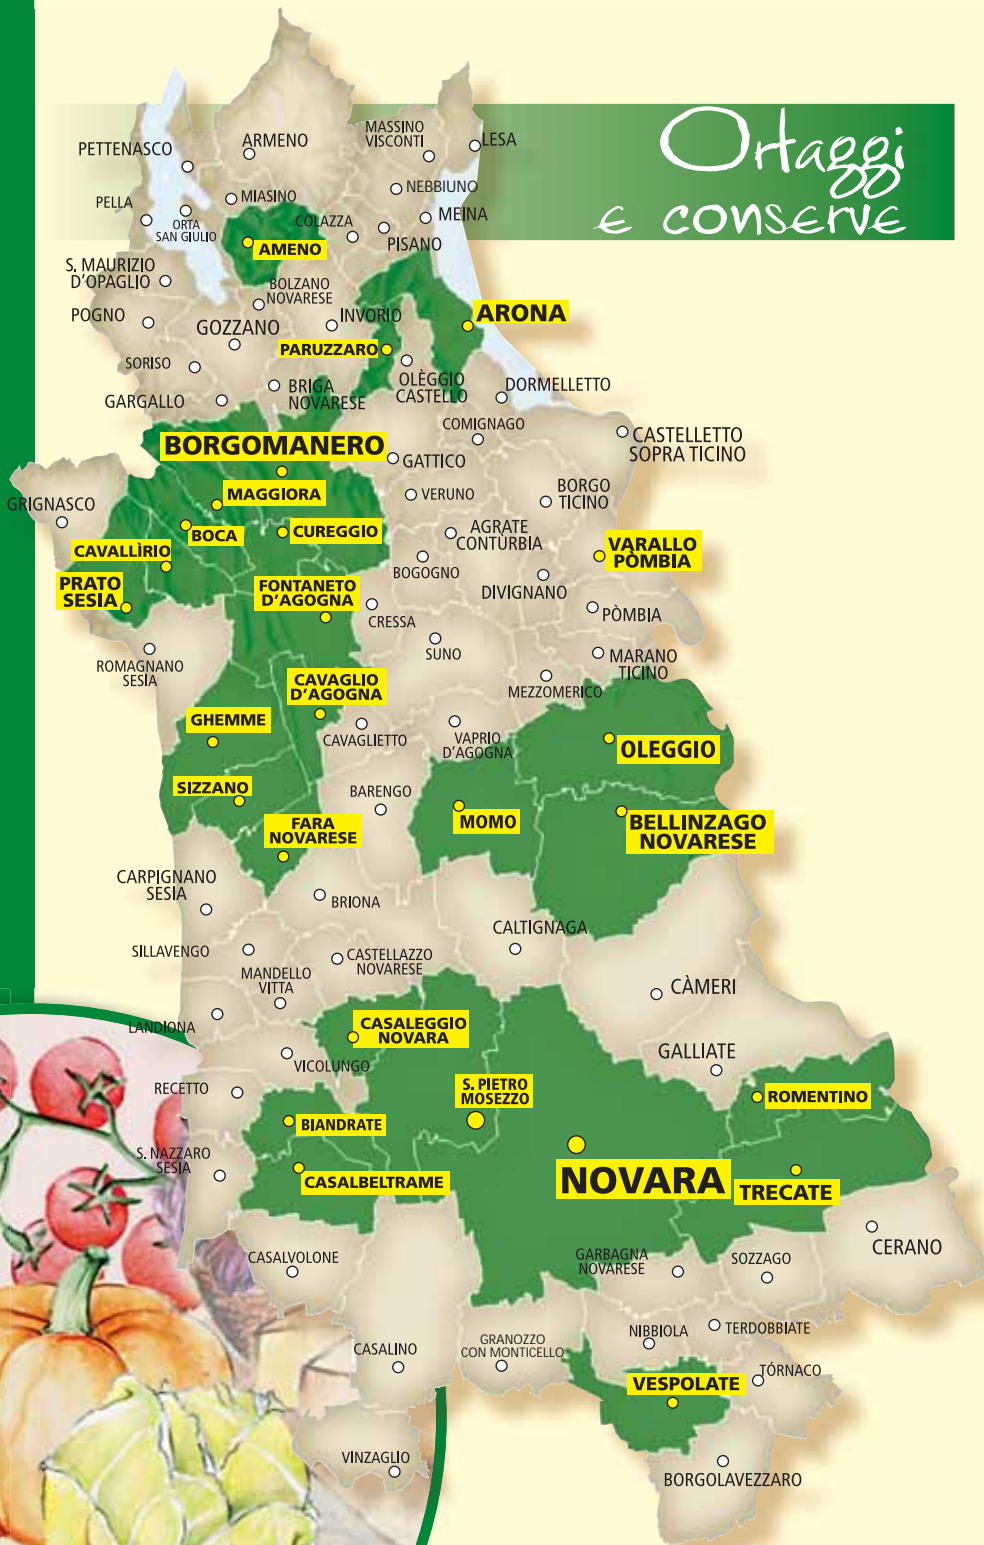 Ortaggi
e conserve
PETTENASCO
ARMENO
MASSINO
VISCONTI
LESA
PELLA
ORTA
SAN GIULIO
MIASINO
NEBBIUNO
COLAZZA
MEINA
PISANO
AMENO
S. MAURIZIO
D'OPAGLIO
BOLZANO
NOVARESE
POGNO
GOZZANO
INVORIO
ARONA
PARUZZARO
SORISO
OLÈGGIO
CASTELLO
DORMELLETTO
GARGALLO
BRIGA
NOVARESE
COMIGNAGO
CASTELLETTO
SOPRA TICINO
BORGOMANERO
GATTICO
GRIGNASCO
MAGGIORA
VERUNO
BORGO
TICINO
BOCA
CUREGGIO
AGRATE
CONTURBIA
CAVALLÌRIO
VARALLO
PÒMBIA
PRATO
SESIA
FONTANETO
D'AGOGNA
BOGOGNO
DIVIGNANO
CRESSA
PÒMBIA
ROMAGNANO
SESIA
SUNO
MARANO
TICINO
CAVAGLIO
D'AGOGNA
MEZZOMERICO
GHEMME
CAVAGLIETTO
VAPRIO
D'AGOGNA
OLEGGIO
SIZZANO
BARENGO
FARA
NOVARESE
MOMO
BELLINZAGO
NOVARESE
CARPIGNANO
SESIA
BRIONA
CALTIGNAGA
SILLAVENGO
CASTELLAZZO
NOVARESE
MANDELLO
VITTA
CÀMERI
LANDIONA
CASALEGGIO
NOVARA
GALLIATE
VICOLUNGO
RECETTO
S. PIETRO
MOSEZZO
ROMENTINO
BIANDRATE
S. NAZZARO
SESIA
CASALBELTRAME
NOVARA
TRECATE
CASALVOLONE
GARBAGNA
NOVARESE
SOZZAGO
CERANO
CASALINO
GRANOZZO
CON MONTICELLO
NIBBIOLA
TERDOBBIATE
VESPOLATE
TÓRNACO
VINZAGLIO
BORGOLAVEZZARO